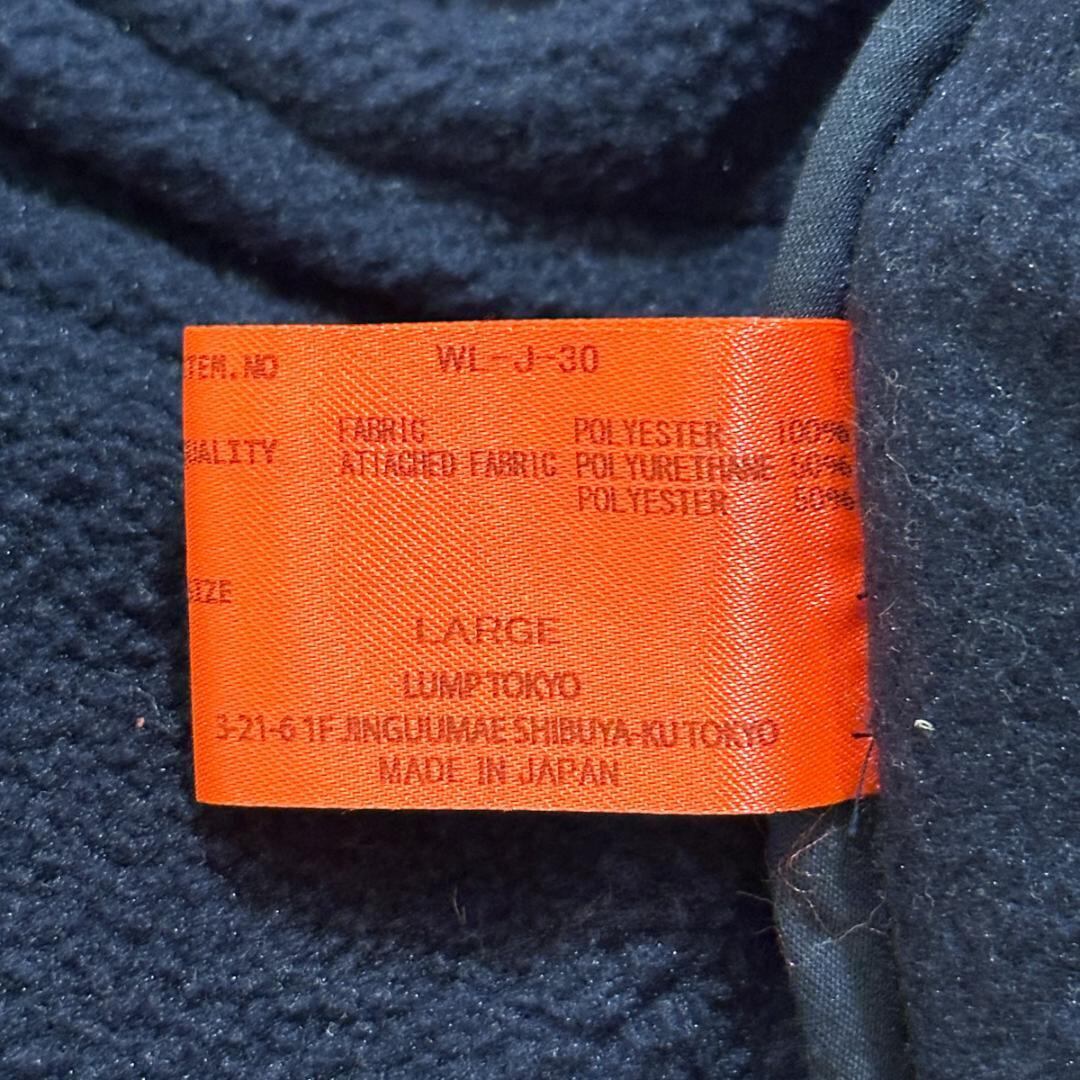 TEM.NO WL-J-30
UALITY FABRIC POLYESTER 100%
ATTACHED FABRIC POLYURETHANE 50%
POLYESTER 50%
IZE
LARGE
LUMP TOKYO
3-21-6 1F JINGUUMAE SHIBUYA-KU TOKYO
MADE IN JAPAN